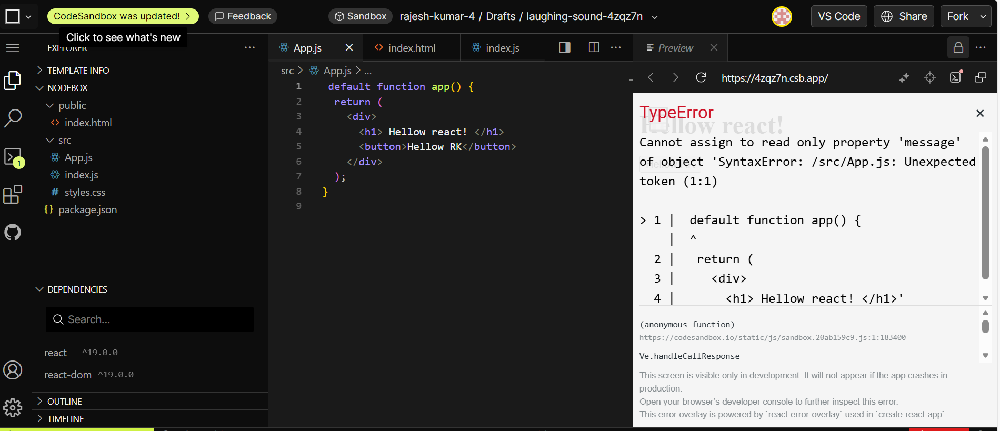 CodeSandbox was updated! >
Feedback
Sandbox
rajesh-kumar-4 / Drafts / laughing-sound-4zqz7n
VS Code
Share
Fork
Click to see what's new
EXPLORER
...
App.js
index.html
index.js
...
Preview
...
TEMPLATE INFO
NODEBOX
public
index.html
src
App.js
index.js
styles.css
package.json
1
DEPENDENCIES
Search...
react ^19.0.0
react-dom ^19.0.0
OUTLINE
TIMELINE
src > App.js > ...
1 default function app() {
2 return (
3 <div>
4 <h1> Hellow react! </h1>
5 <button>Hellow RK</button>
6 </div>
7 );
8 }
9
https://4zqz7n.csb.app/
TypeError
Hellow react!
Cannot assign to read only property 'message'
of object 'SyntaxError: /src/App.js: Unexpected
token (1:1)
> 1 | default function app() {
| ^
2 | return (
3 | <div>
4 | <h1> Hellow react! </h1>'
(anonymous function)
https://codesandbox.io/static/js/sandbox.20ab159c9.js:1:183400
Ve.handleCallResponse
This screen is visible only in development. It will not appear if the app crashes in
production.
Open your browser’s developer console to further inspect this error.
This error overlay is powered by `react-error-overlay` used in `create-react-app`.